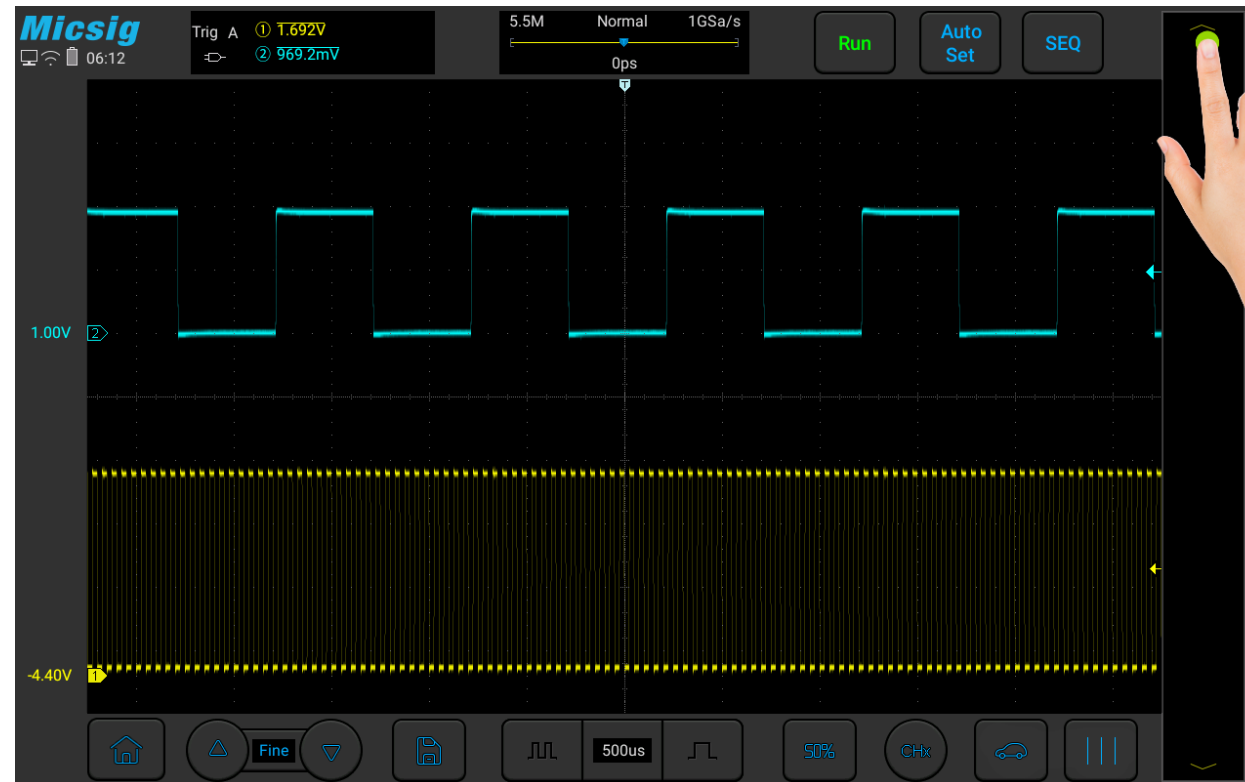 Micsig
06:12
Trig A ① 1.692V
② 969.2mV
5.5M Normal 1GSa/s
0ps
Run
Auto
Set
SEQ
T
1.00V 2
-4.40V 1
Fine
500us
50%
CHx